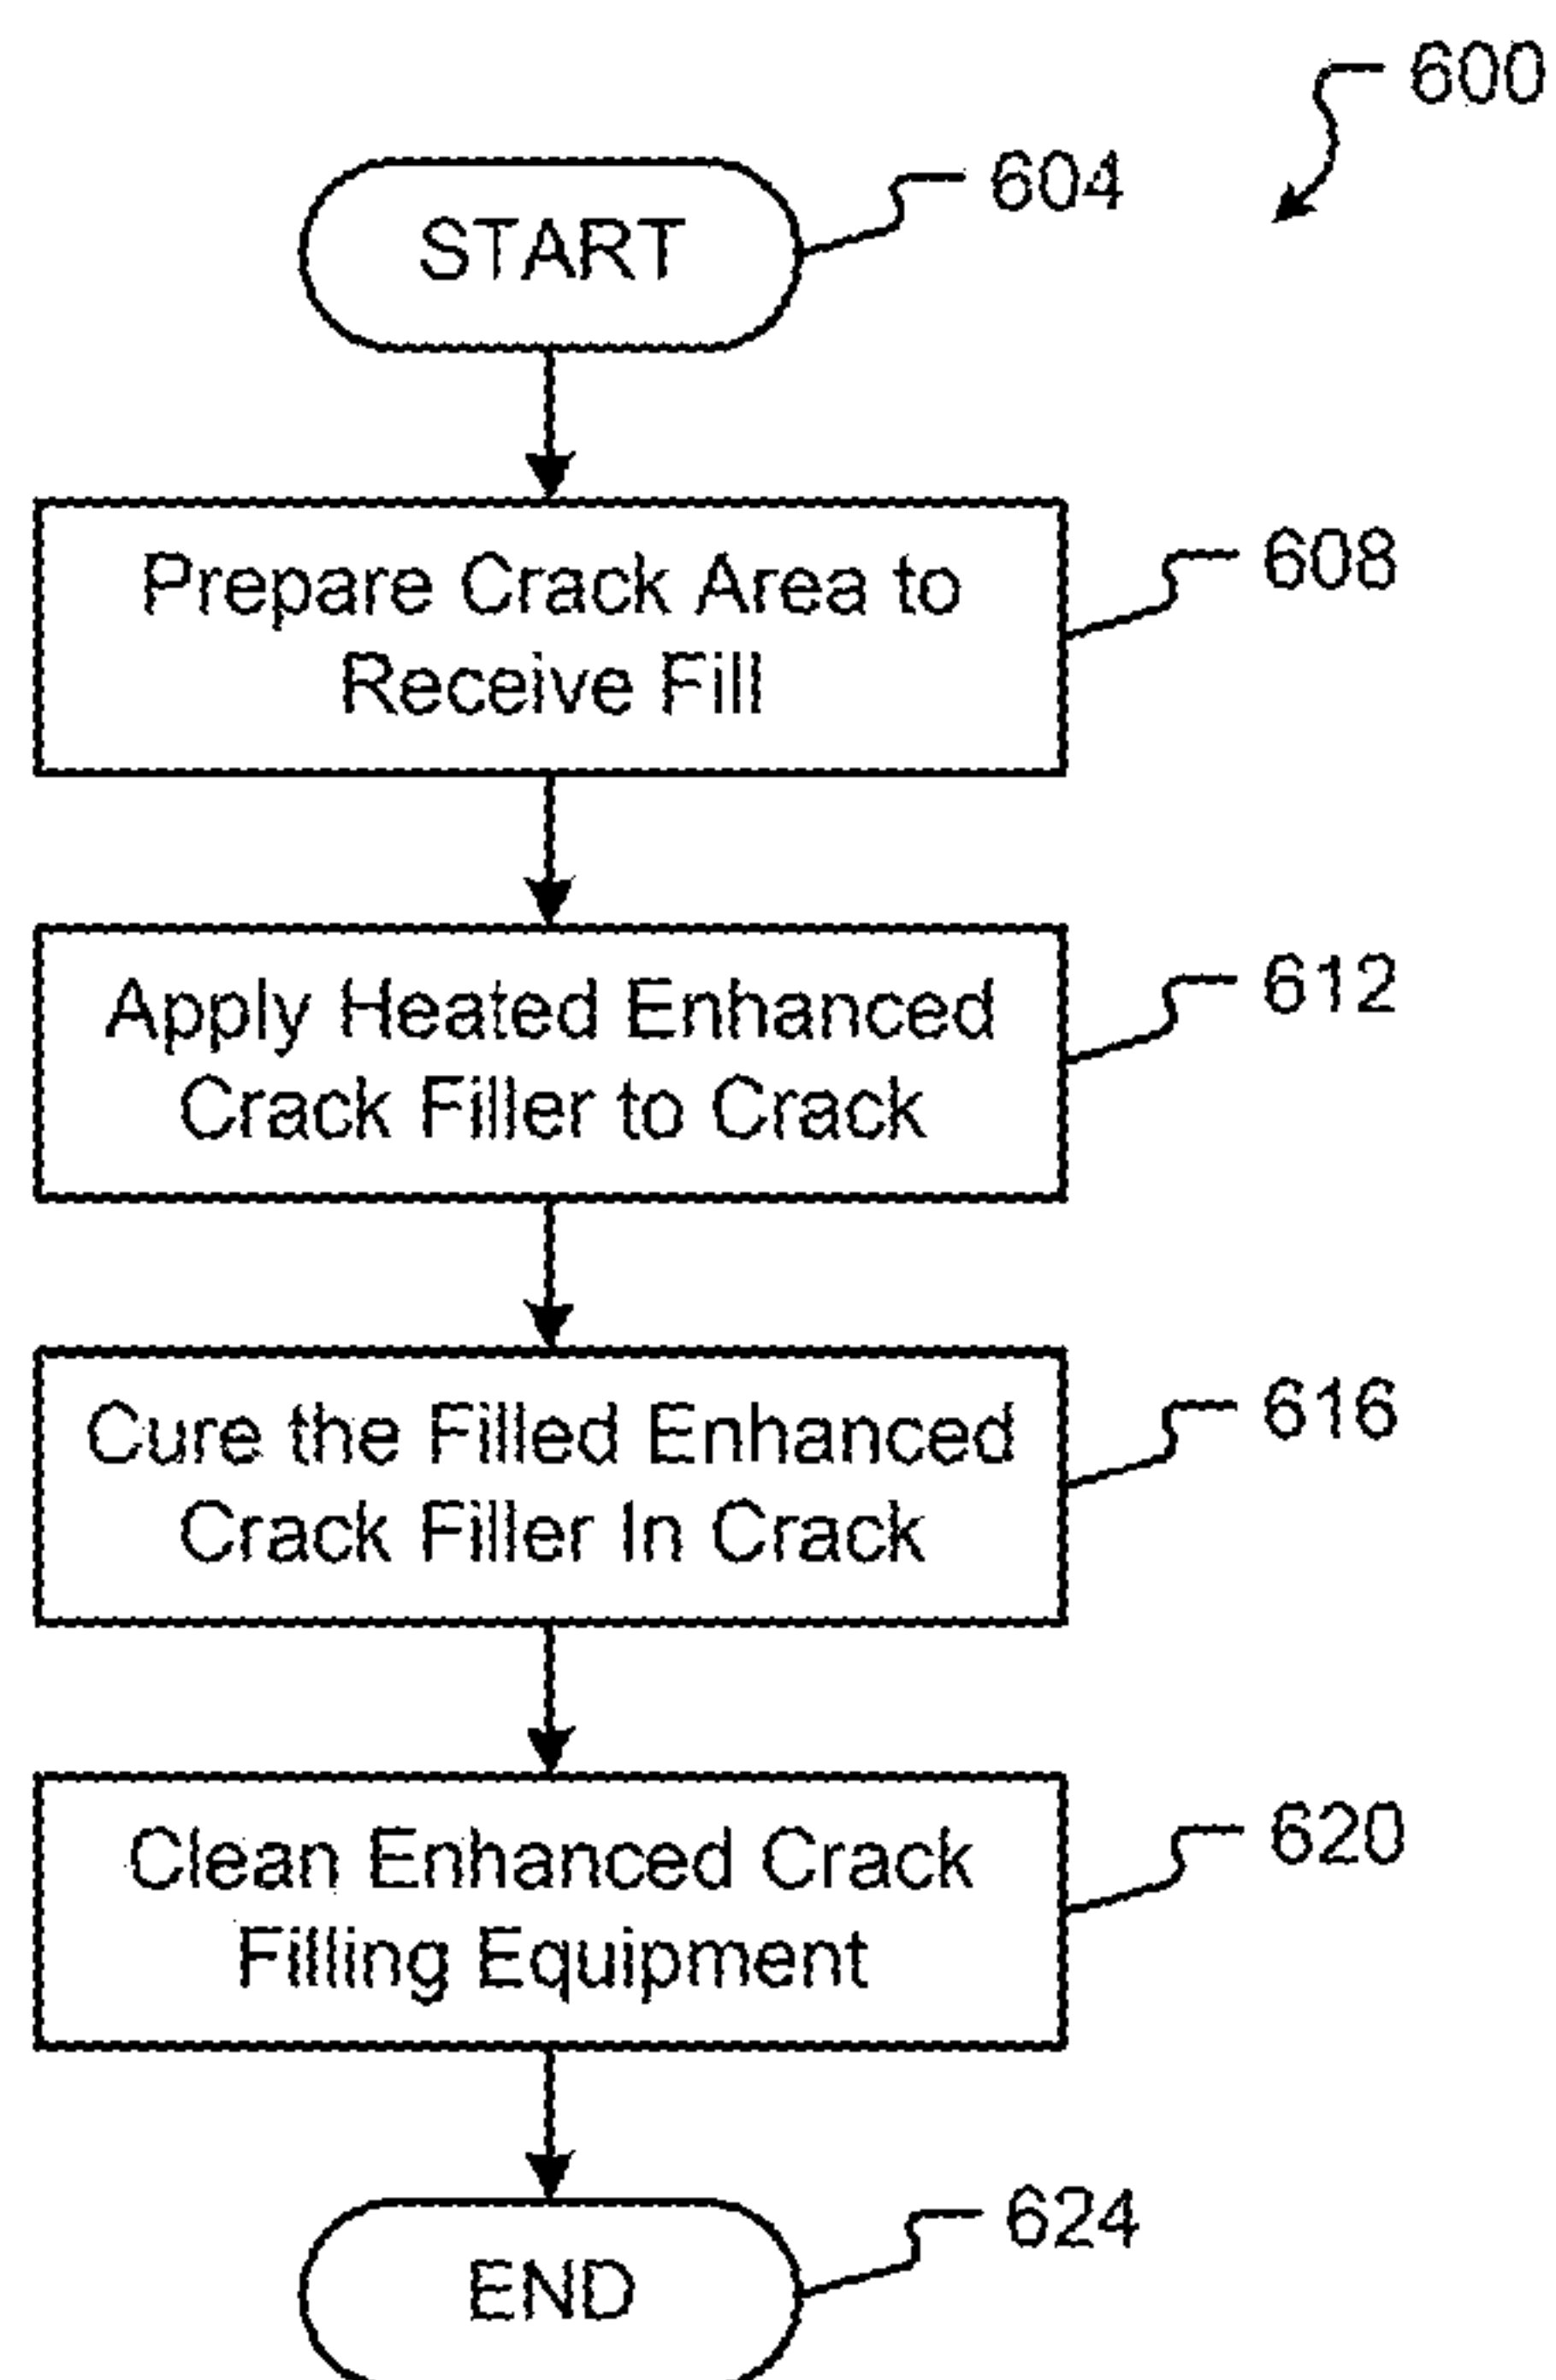 600
START
604
Prepare Crack Area to
Receive Fill
608
Apply Heated Enhanced
Crack Filler to Crack
612
Cure the Filled Enhanced
Crack Filler In Crack
616
Clean Enhanced Crack
Filling Equipment
620
END
624